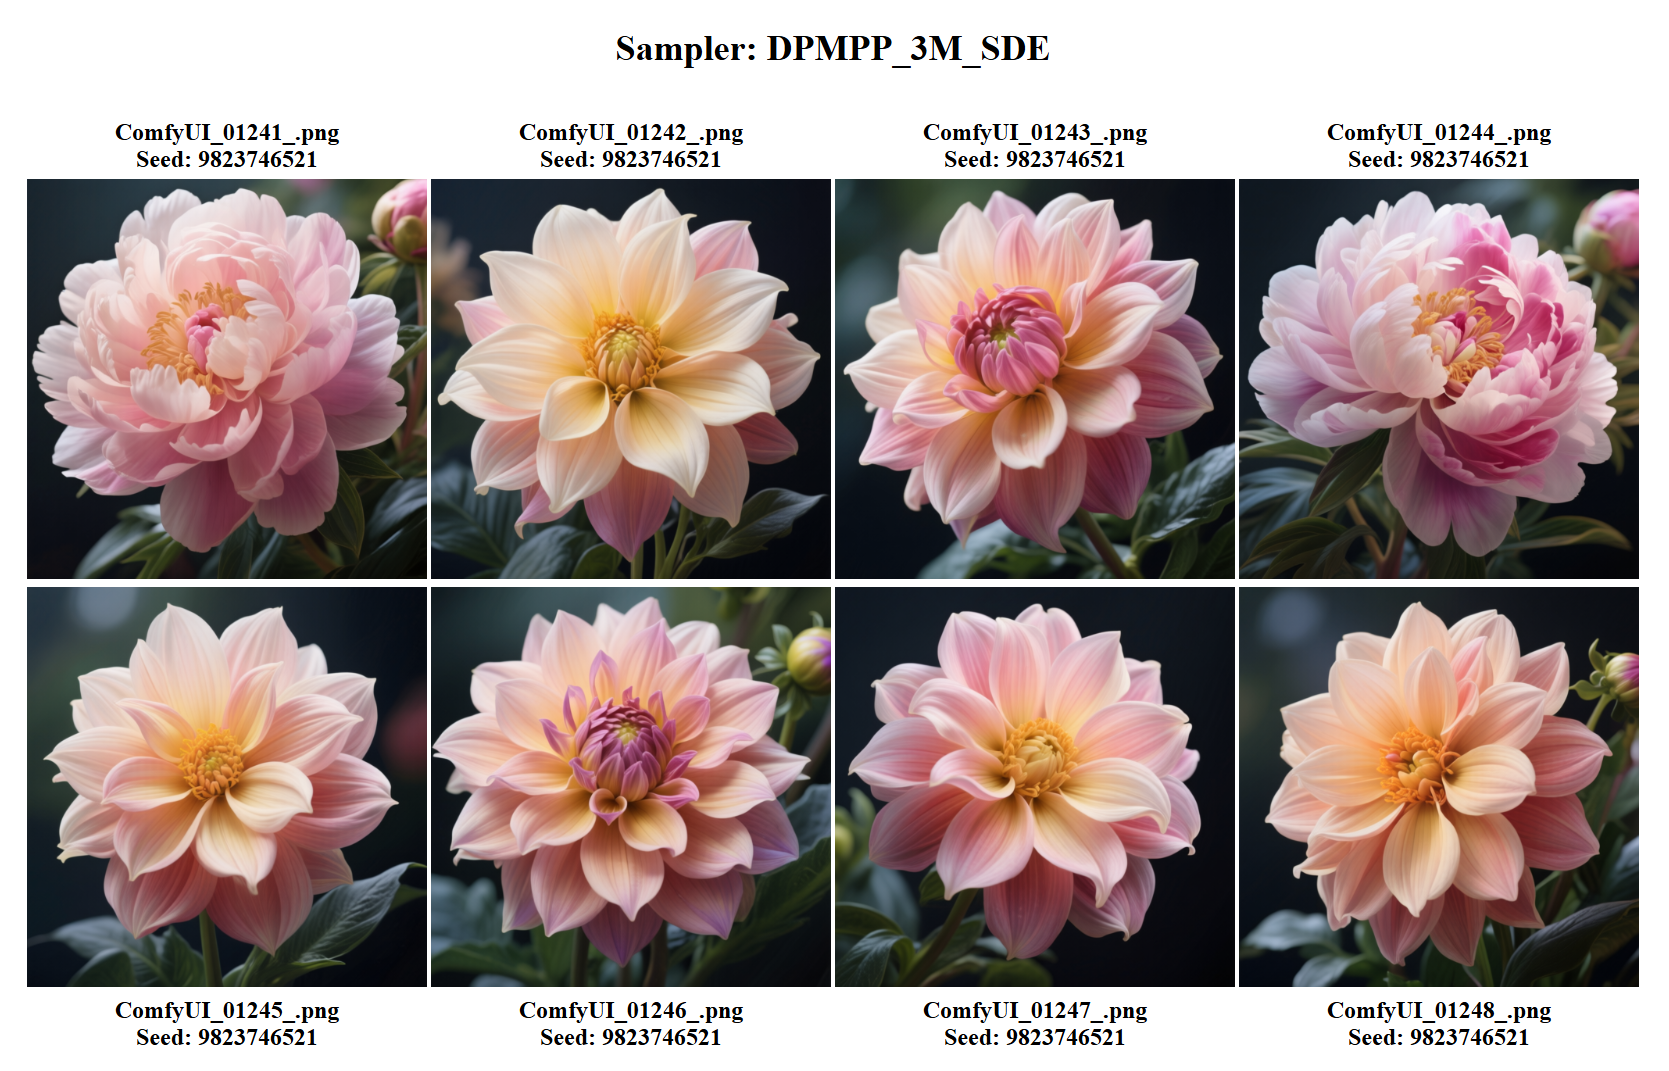 Sampler: DPMPP_3M_SDE
ComfyUI_01241_.png
Seed: 9823746521
ComfyUI_01242_.png
Seed: 9823746521
ComfyUI_01243_.png
Seed: 9823746521
ComfyUI_01244_.png
Seed: 9823746521
ComfyUI_01245_.png
Seed: 9823746521
ComfyUI_01246_.png
Seed: 9823746521
ComfyUI_01247_.png
Seed: 9823746521
ComfyUI_01248_.png
Seed: 9823746521